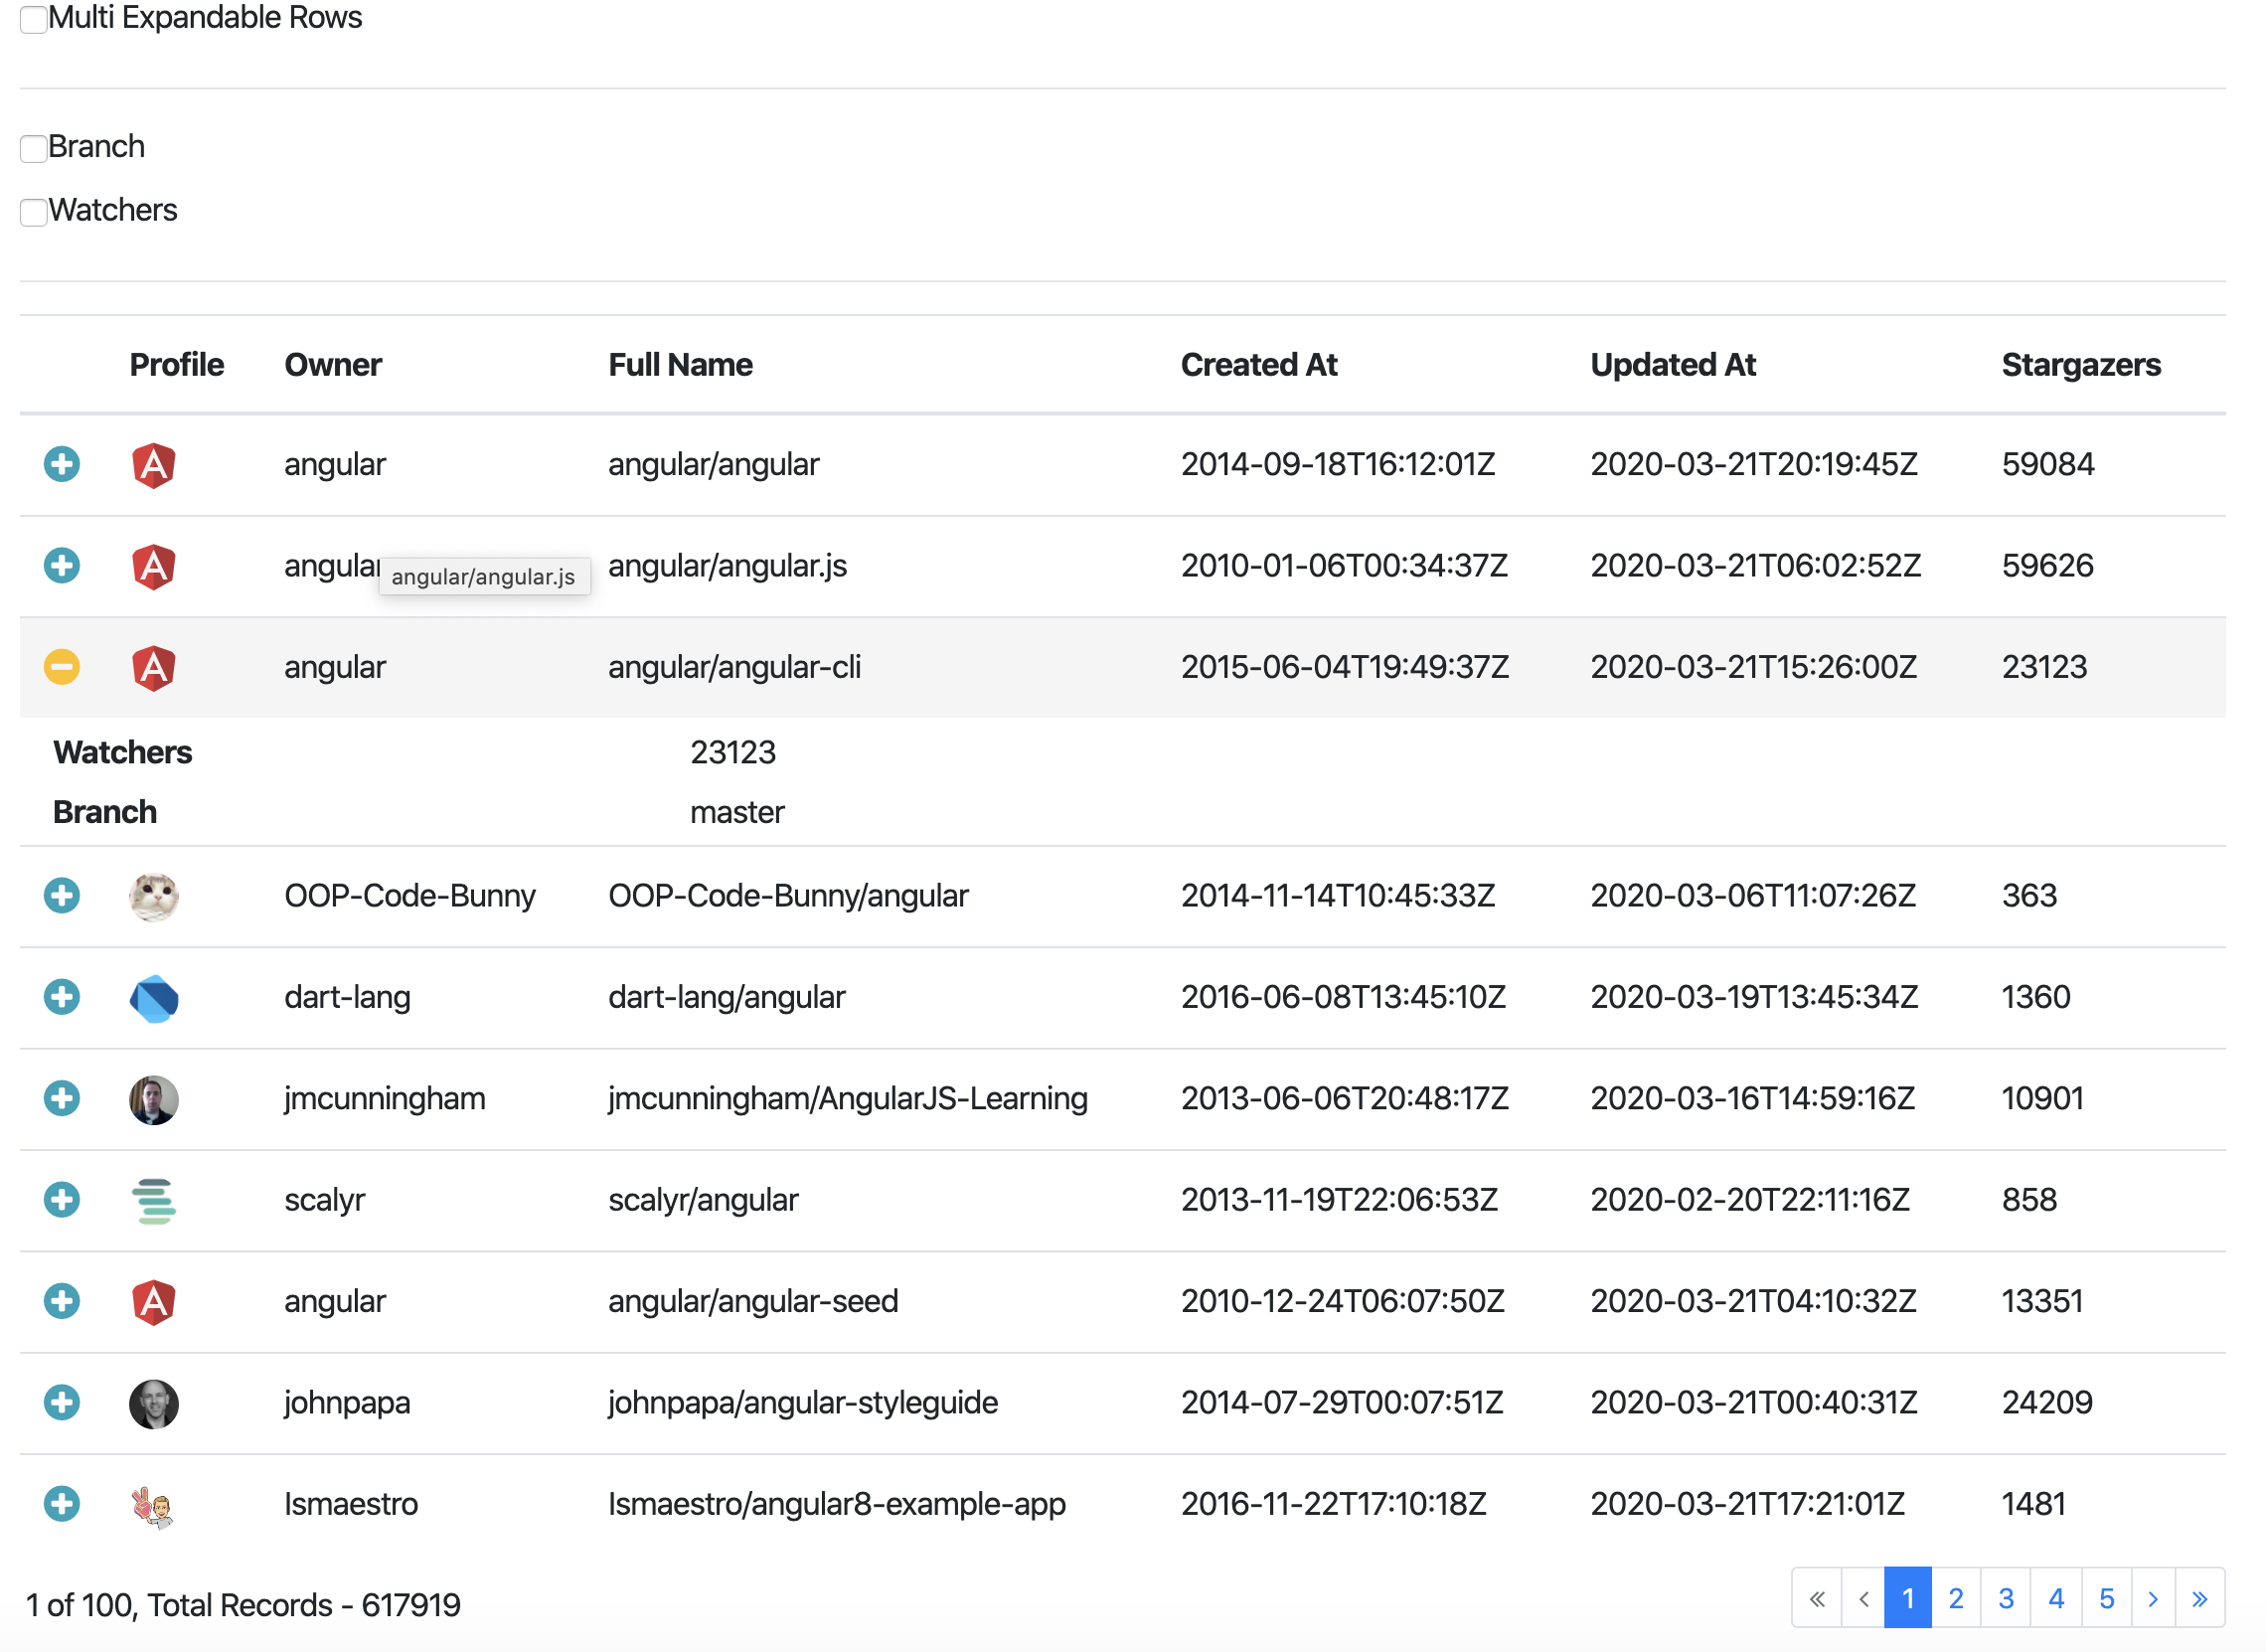 Multi Expandable Rows
Branch
Watchers
Profile Owner Full Name Created At Updated At Stargazers
angular angular/angular 2014-09-18T16:12:01Z 2020-03-21T20:19:45Z 59084
angular angular/angular.js angular/angular.js 2010-01-06T00:34:37Z 2020-03-21T06:02:52Z 59626
angular angular/angular-cli 2015-06-04T19:49:37Z 2020-03-21T15:26:00Z 23123
Watchers 23123
Branch master
OOP-Code-Bunny OOP-Code-Bunny/angular 2014-11-14T10:45:33Z 2020-03-06T11:07:26Z 363
dart-lang dart-lang/angular 2016-06-08T13:45:10Z 2020-03-19T13:45:34Z 1360
jmcunningham jmcunningham/AngularJS-Learning 2013-06-06T20:48:17Z 2020-03-16T14:59:16Z 10901
scalyr scalyr/angular 2013-11-19T22:06:53Z 2020-02-20T22:11:16Z 858
angular angular/angular-seed 2010-12-24T06:07:50Z 2020-03-21T04:10:32Z 13351
johnpapa johnpapa/angular-styleguide 2014-07-29T00:07:51Z 2020-03-21T00:40:31Z 24209
Ismaestro Ismaestro/angular8-example-app 2016-11-22T17:10:18Z 2020-03-21T17:21:01Z 1481
1 of 100, Total Records - 617919 « ‹ 1 2 3 4 5 › »